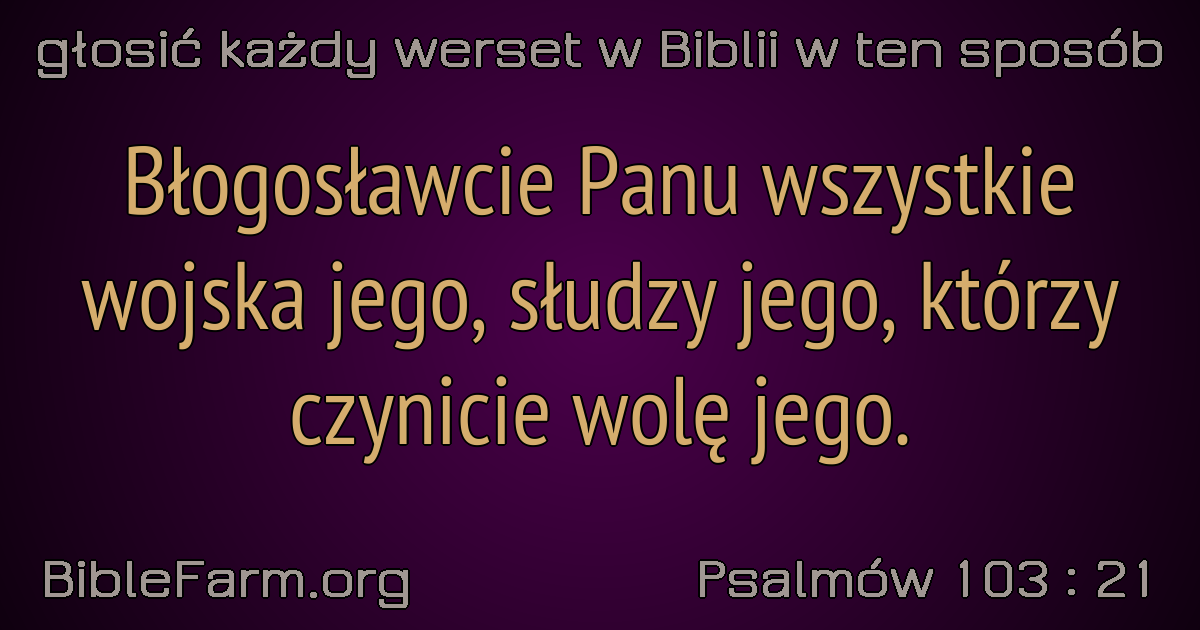 głosić każdy werset w Biblii w ten sposób
Błogosławcie Panu wszystkie
wojska jego, słudzy jego, którzy
czynicie wolę jego.
BibleFarm.org
Psalmów 103 : 21